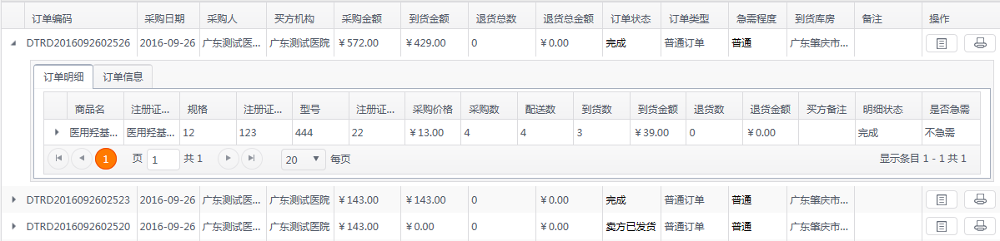 订单编码 采购日期 采购人 买方机构 采购金额 到货金额 退货总数 退货总金额 订单状态 订单类型 急需程度 到货库房 备注 操作
DTRD2016092602526 2016-09-26 广东测试医... 广东测试医院 ¥572.00 ¥429.00 0 ¥0.00 完成 普通订单 普通 广东肇庆市...
订单明细 订单信息
商品名 注册证... 规格 注册证... 型号 注册证... 采购价格 采购数 配送数 到货数 到货金额 退货数 退货金额 买方备注 明细状态 是否急需
医用羟基... 医用羟基... 12 123 444 22 ¥13.00 4 4 3 ¥39.00 0 ¥0.00 完成 不急需
1 页 1 共 1 20 每页 显示条目 1 - 1 共 1
DTRD2016092602523 2016-09-26 广东测试医... 广东测试医院 ¥143.00 ¥143.00 0 ¥0.00 完成 普通订单 普通 广东肇庆市...
DTRD2016092602520 2016-09-26 广东测试医... 广东测试医院 ¥143.00 ¥0.00 0 ¥0.00 卖方已发货 普通订单 普通 广东肇庆市...